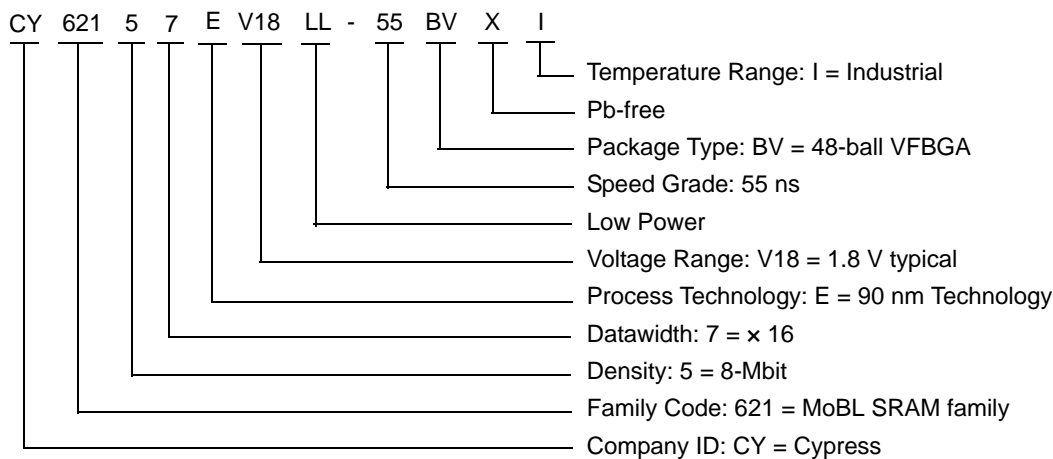 CY 621 5 7 E V18 LL - 55 BV X I
Temperature Range: I = Industrial
Pb-free
Package Type: BV = 48-ball VFBGA
Speed Grade: 55 ns
Low Power
Voltage Range: V18 = 1.8 V typical
Process Technology: E = 90 nm Technology
Datawidth: 7 = × 16
Density: 5 = 8-Mbit
Family Code: 621 = MoBL SRAM family
Company ID: CY = Cypress